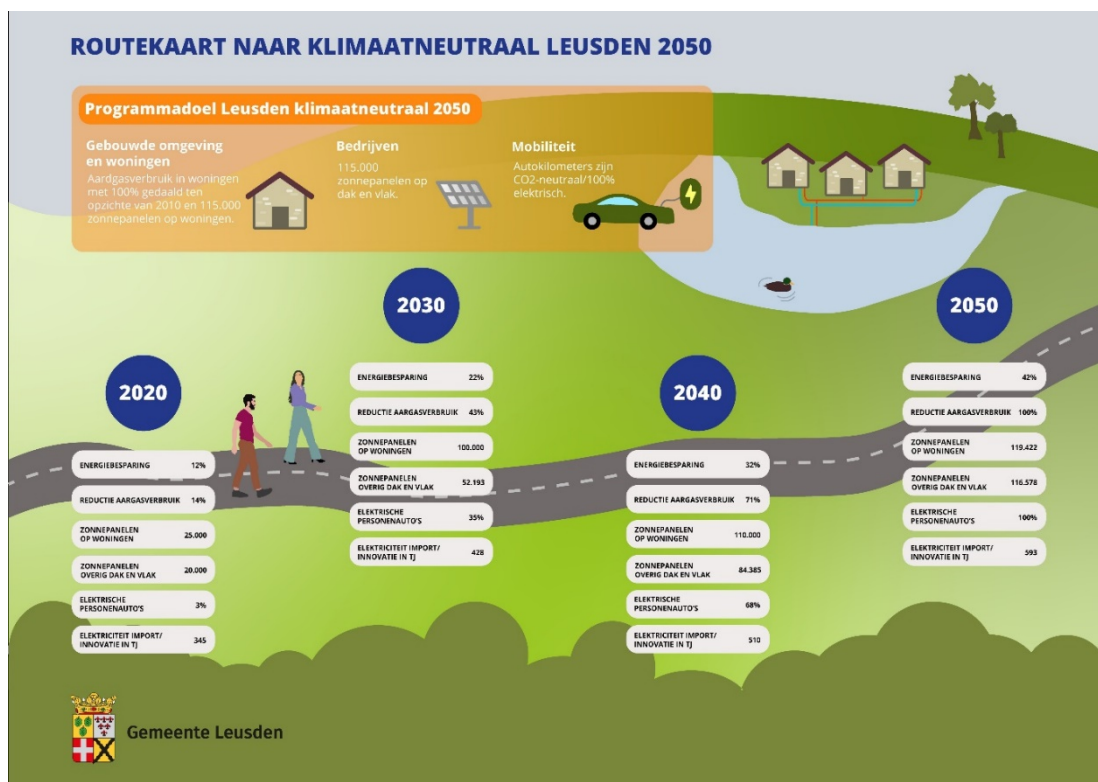 ROUTEKAART NAAR KLIMAATNEUTRAAL LEUSDEN 2050
Programmadoel Leusden klimaatneutraal 2050
Gebouwde omgeving
en woningen
Aardgasverbruik in woningen
met 100% gedaald ten
opzichte van 2010 en 115.000
zonnepanelen op woningen.
Bedrijven
115.000
zonnepanelen op
dak en vlak.
Mobiliteit
Autokilometers zijn
CO2-neutraal/100%
elektrisch.
2020
ENERGIEBESPARING 12%
REDUCTIE AARGASVERBRUIK 14%
ZONNEPANELEN
OP WONINGEN 25.000
ZONNEPANELEN
OVERIG DAK EN VLAK 20.000
ELEKTRISCHE
PERSONENAUTO'S 3%
ELEKTRICITEIT IMPORT/
INNOVATIE IN TJ 345
2030
ENERGIEBESPARING 22%
REDUCTIE AARGASVERBRUIK 43%
ZONNEPANELEN
OP WONINGEN 100.000
ZONNEPANELEN
OVERIG DAK EN VLAK 52.193
ELEKTRISCHE
PERSONENAUTO'S 35%
ELEKTRICITEIT IMPORT/
INNOVATIE IN TJ 428
2040
ENERGIEBESPARING 32%
REDUCTIE AARGASVERBRUIK 71%
ZONNEPANELEN
OP WONINGEN 110.000
ZONNEPANELEN
OVERIG DAK EN VLAK 84.385
ELEKTRISCHE
PERSONENAUTO'S 68%
ELEKTRICITEIT IMPORT/
INNOVATIE IN TJ 510
2050
ENERGIEBESPARING 42%
REDUCTIE AARGASVERBRUIK 100%
ZONNEPANELEN
OP WONINGEN 119.422
ZONNEPANELEN
OVERIG DAK EN VLAK 116.578
ELEKTRISCHE
PERSONENAUTO'S 100%
ELEKTRICITEIT IMPORT/
INNOVATIE IN TJ 593
Gemeente Leusden